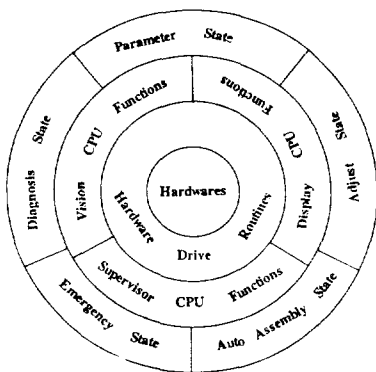 Parameter State
Adjust State
Auto Assembly State
Emergency State
Diagnosis State
Vision CPU Functions
Functions CPU Display
Supervisor CPU Functions
Hardware Drive Routines
Hardwares